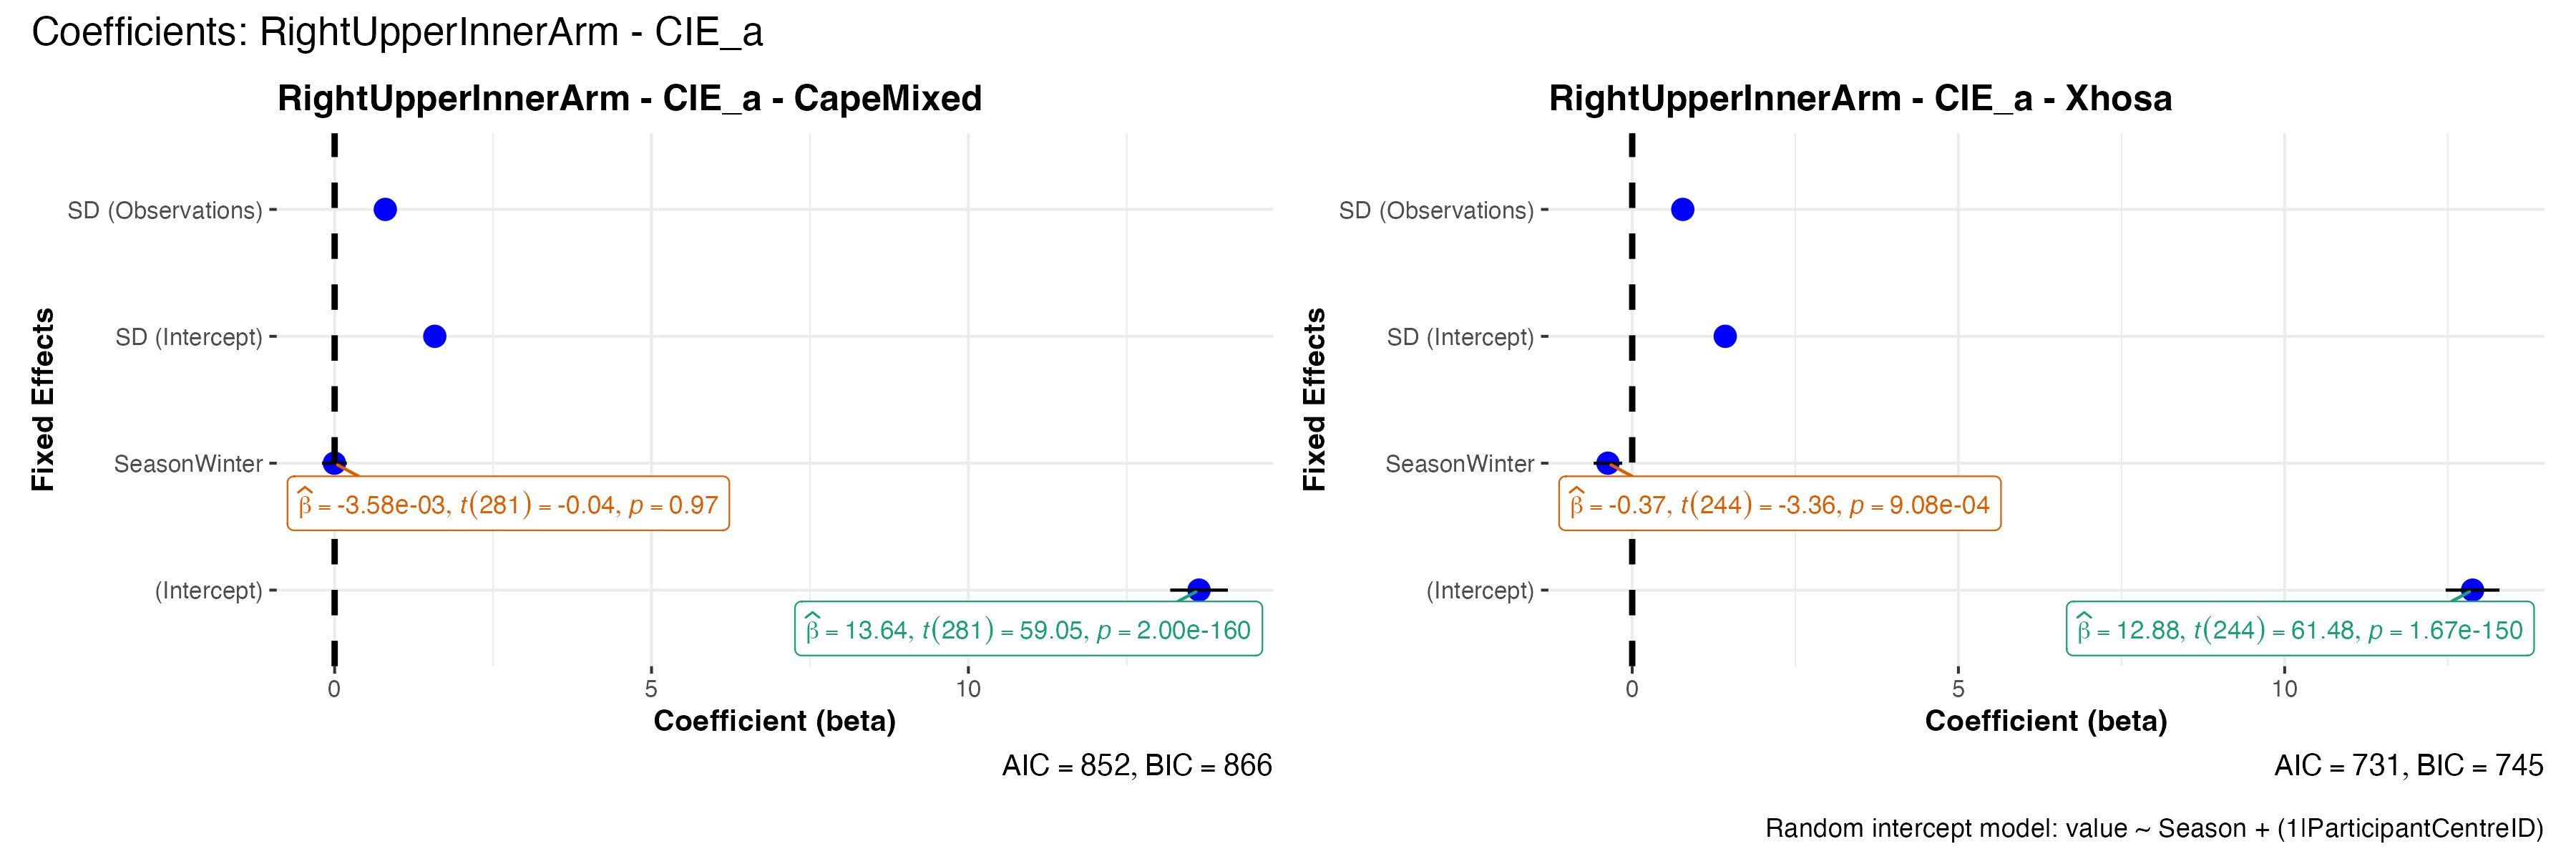 Coefficients: RightUpperInnerArm - CIE_a
RightUpperInnerArm - CIE_a - CapeMixed
SD (Observations)
SD (Intercept)
SeasonWinter
(Intercept)
Fixed Effects
β̂ = -3.58e-03, t(281) = -0.04, p = 0.97
β̂ = 13.64, t(281) = 59.05, p = 2.00e-160
0 5 10
Coefficient (beta)
AIC = 852, BIC = 866
RightUpperInnerArm - CIE_a - Xhosa
SD (Observations)
SD (Intercept)
SeasonWinter
(Intercept)
Fixed Effects
β̂ = -0.37, t(244) = -3.36, p = 9.08e-04
β̂ = 12.88, t(244) = 61.48, p = 1.67e-150
0 5 10
Coefficient (beta)
AIC = 731, BIC = 745
Random intercept model: value ~ Season + (1|ParticipantCentreID)